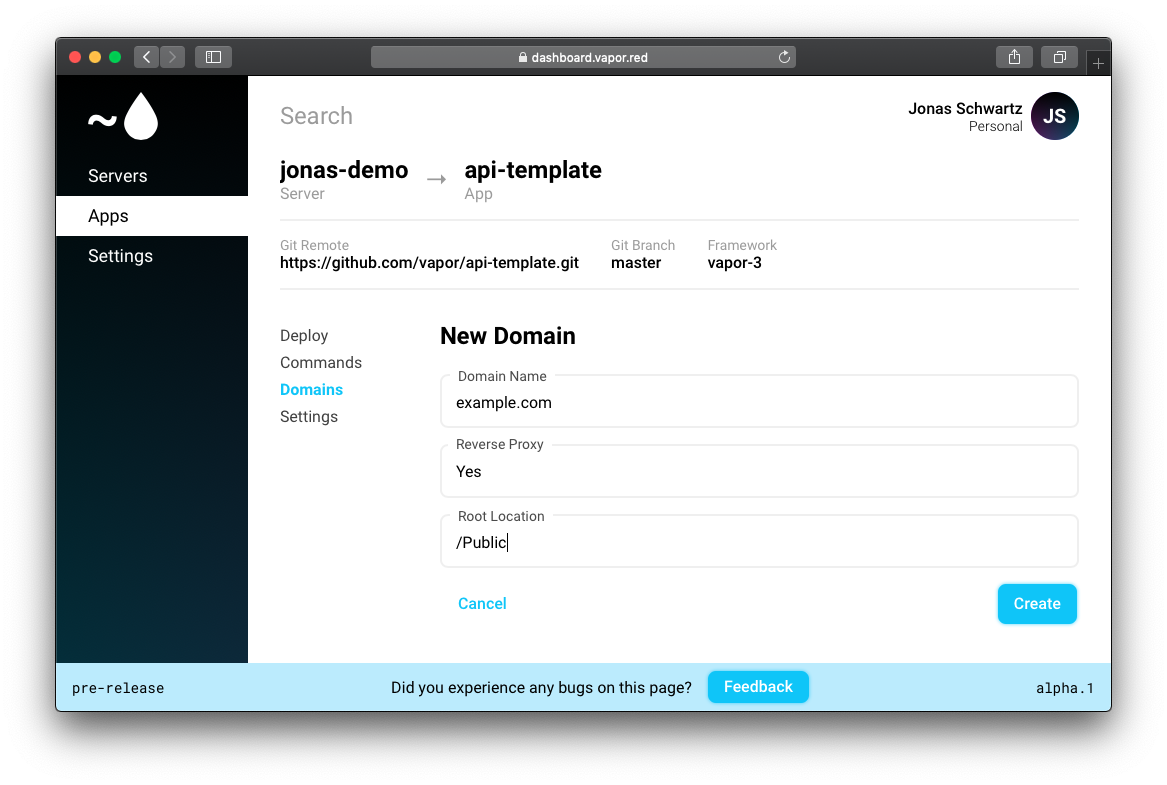 dashboard.vapor.red
Servers
Apps
Settings
Search
Jonas Schwartz
Personal
JS
jonas-demo → api-template
Server App
Git Remote Git Branch Framework
https://github.com/vapor/api-template.git master vapor-3
Deploy
Commands
Domains
Settings
New Domain
Domain Name
example.com
Reverse Proxy
Yes
Root Location
/Public
Cancel Create
pre-release Did you experience any bugs on this page? Feedback alpha.1